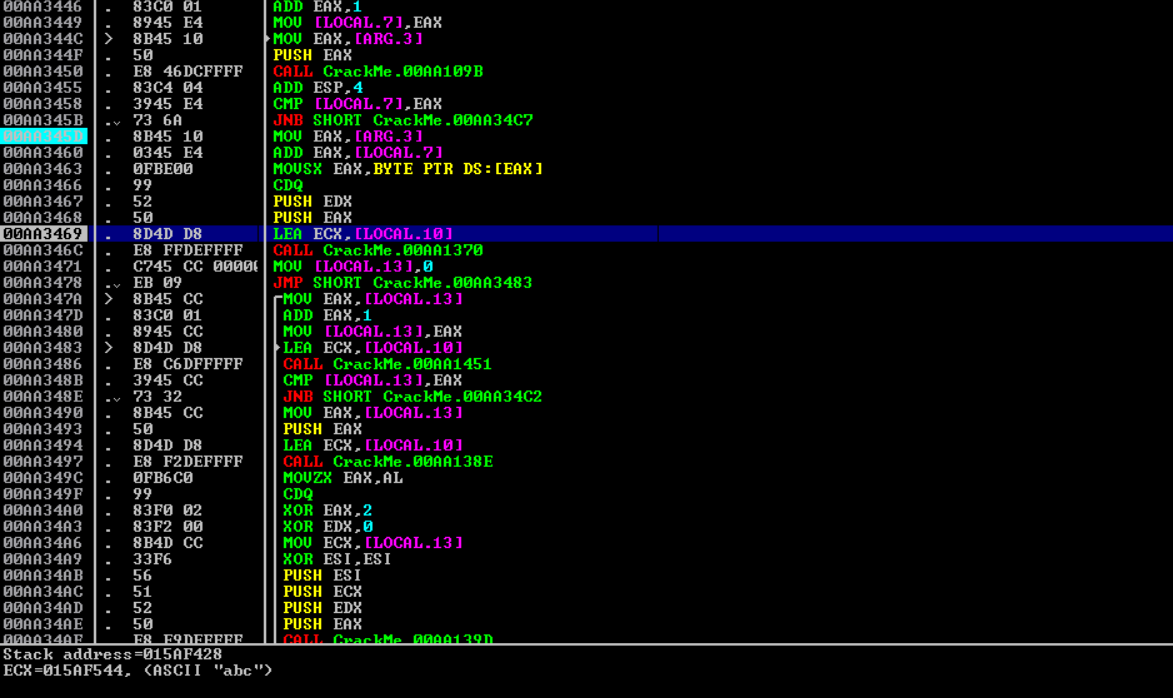 00AA3446 . 83C0 01 ADD EAX,1
00AA3449 . 8945 E4 MOV [LOCAL.7],EAX
00AA344C > 8B45 10 MOV EAX,[ARG.3]
00AA344F . 50 PUSH EAX
00AA3450 . E8 46DCFFFF CALL CrackMe.00AA109B
00AA3455 . 83C4 04 ADD ESP,4
00AA3458 . 3945 E4 CMP [LOCAL.7],EAX
00AA345B .v 73 6A JNB SHORT CrackMe.00AA34C7
00AA345D . 8B45 10 MOV EAX,[ARG.3]
00AA3460 . 0345 E4 ADD EAX,[LOCAL.7]
00AA3463 . 0FBE00 MOVSX EAX,BYTE PTR DS:[EAX]
00AA3466 . 99 CDQ
00AA3467 . 52 PUSH EDX
00AA3468 . 50 PUSH EAX
00AA3469 . 8D4D D8 LEA ECX,[LOCAL.10]
00AA346C . E8 FFDEFFFF CALL CrackMe.00AA1370
00AA3471 . C745 CC 00000 MOV [LOCAL.13],0
00AA3478 .v EB 09 JMP SHORT CrackMe.00AA3483
00AA347A > 8B45 CC MOV EAX,[LOCAL.13]
00AA347D . 83C0 01 ADD EAX,1
00AA3480 . 8945 CC MOV [LOCAL.13],EAX
00AA3483 > 8D4D D8 LEA ECX,[LOCAL.10]
00AA3486 . E8 C6DFFFFF CALL CrackMe.00AA1451
00AA348B . 3945 CC CMP [LOCAL.13],EAX
00AA348E .v 73 32 JNB SHORT CrackMe.00AA34C2
00AA3490 . 8B45 CC MOV EAX,[LOCAL.13]
00AA3493 . 50 PUSH EAX
00AA3494 . 8D4D D8 LEA ECX,[LOCAL.10]
00AA3497 . E8 F2DEFFFF CALL CrackMe.00AA138E
00AA349C . 0FB6C0 MOVZX EAX,AL
00AA349F . 99 CDQ
00AA34A0 . 83F0 02 XOR EAX,2
00AA34A3 . 83F2 00 XOR EDX,0
00AA34A6 . 8B4D CC MOV ECX,[LOCAL.13]
00AA34A9 . 33F6 XOR ESI,ESI
00AA34AB . 56 PUSH ESI
00AA34AC . 51 PUSH ECX
00AA34AD . 52 PUSH EDX
00AA34AE . 50 PUSH EAX
00AA34AF . E8 E9DEFFFF CALL CrackMe.00AA139D
Stack address=015AF428
ECX=015AF544, (ASCII "abc")